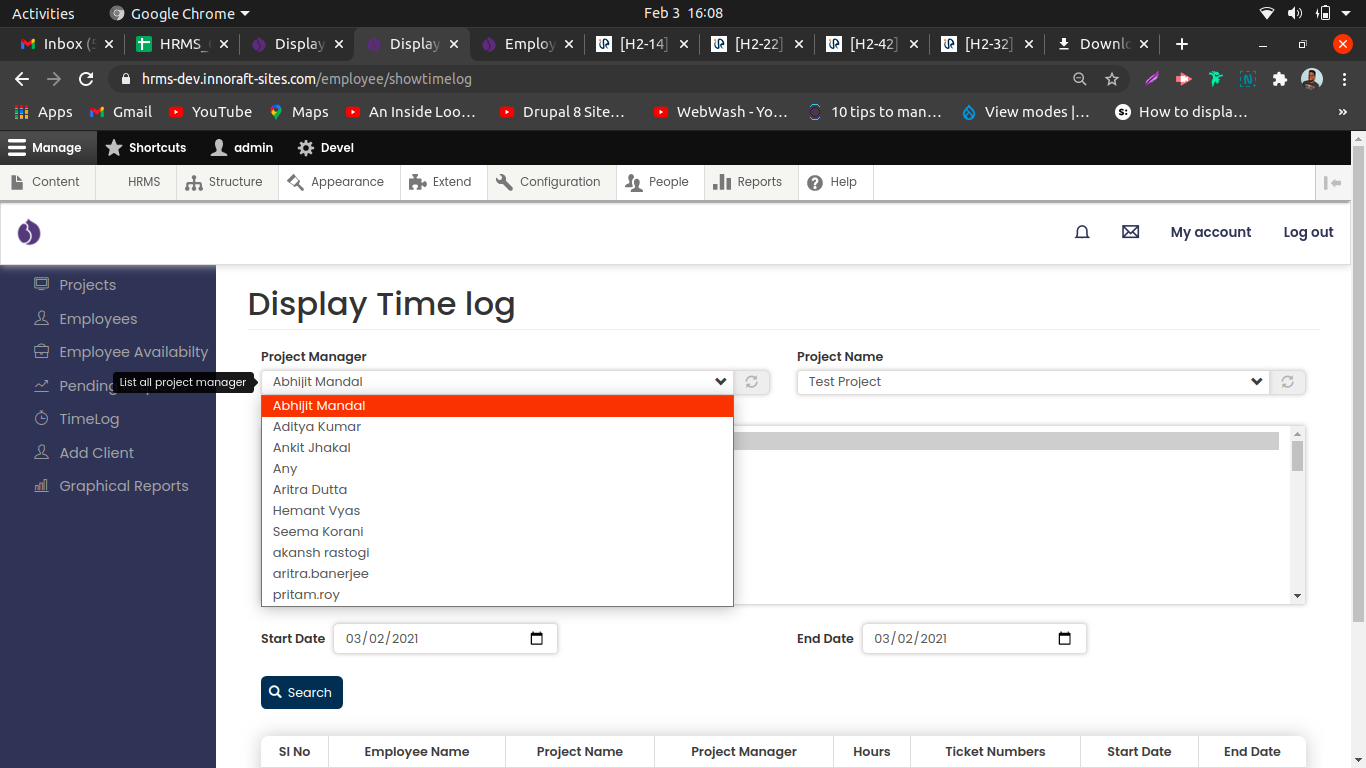 Activities Google Chrome Feb 3 16:08
Inbox (5 HRMS_ Display Display Employ [H2-14] [H2-22] [H2-42] [H2-32] Downlo
hrms-dev.innoraft-sites.com/employee/showtimelog
Apps Gmail YouTube Maps An Inside Loo... Drupal 8 Site... WebWash - Yo... 10 tips to man... View modes |... How to displa... »
Manage Shortcuts admin Devel
Content HRMS Structure Appearance Extend Configuration People Reports Help
My account Log out
Projects
Employees
Employee Availabilty
Pending
TimeLog
Add Client
Graphical Reports
Display Time log
Project Manager Project Name
List all project manager
Abhijit Mandal Test Project
Abhijit Mandal
Aditya Kumar
Ankit Jhakal
Any
Aritra Dutta
Hemant Vyas
Seema Korani
akansh rastogi
aritra.banerjee
pritam.roy
Start Date 03/02/2021 End Date 03/02/2021
Search
Sl No Employee Name Project Name Project Manager Hours Ticket Numbers Start Date End Date